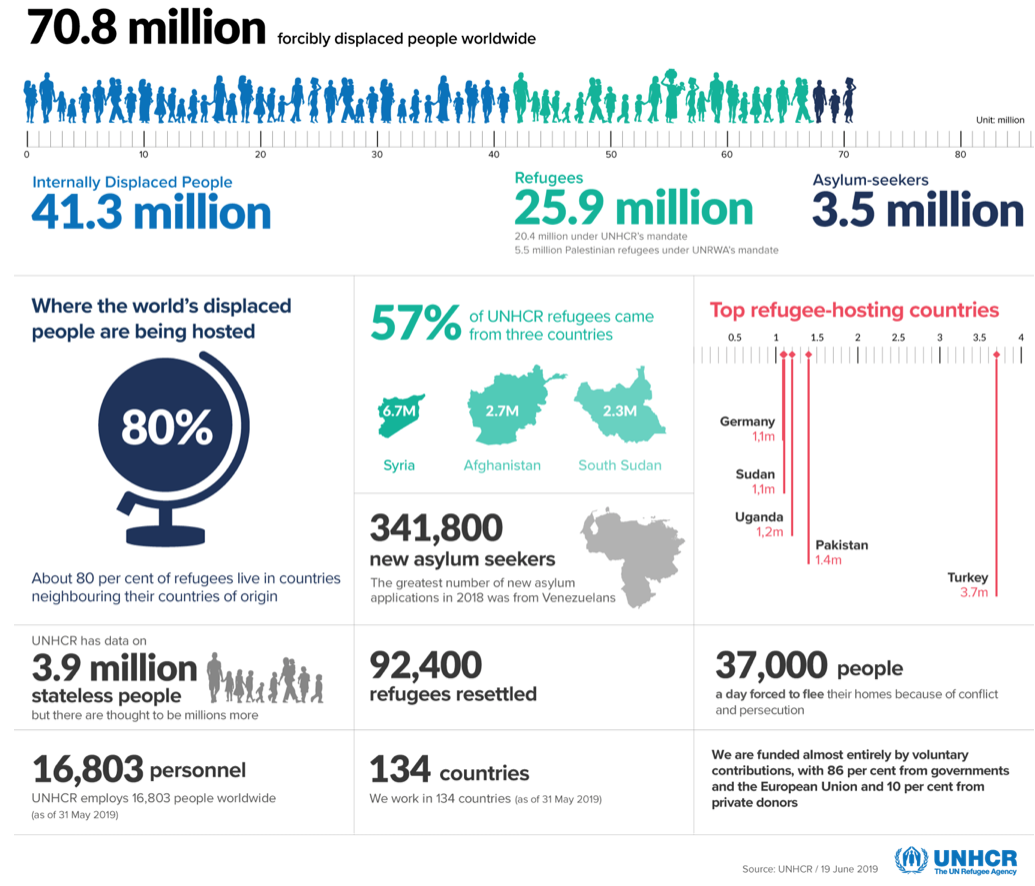 70.8 million forcibly displaced people worldwide
Unit: million
0 10 20 30 40 50 60 70 80
Internally Displaced People
41.3 million
Refugees
25.9 million
20.4 million under UNHCR's mandate
5.5 million Palestinian refugees under UNRWA's mandate
Asylum-seekers
3.5 million
Where the world's displaced
people are being hosted
80%
About 80 per cent of refugees live in countries
neighbouring their countries of origin
57% of UNHCR refugees came
from three countries
6.7M
2.7M
2.3M
Syria
Afghanistan
South Sudan
341,800
new asylum seekers
The greatest number of new asylum
applications in 2018 was from Venezuelans
Top refugee-hosting countries
0.5 1 1.5 2 2.5 3 3.5 4
Germany
1,1m
Sudan
1,1m
Uganda
1,2m
Pakistan
1.4m
Turkey
3.7m
UNHCR has data on
3.9 million
stateless people
but there are thought to be millions more
92,400
refugees resettled
37,000 people
a day forced to flee their homes because of conflict
and persecution
16,803 personnel
UNHCR employs 16,803 people worldwide
(as of 31 May 2019)
134 countries
We work in 134 countries (as of 31 May 2019)
We are funded almost entirely by voluntary
contributions, with 86 per cent from governments
and the European Union and 10 per cent from
private donors
Source: UNHCR / 19 June 2019
UNHCR
The UN Refugee Agency